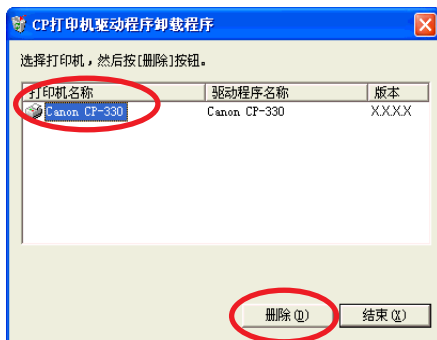 CP打印机驱动程序卸载程序
选择打印机，然后按[删除]按钮。
打印机名称 驱动程序名称 版本
Canon CP-330 Canon CP-330 X.X.X.X
删除(D) 结束(X)